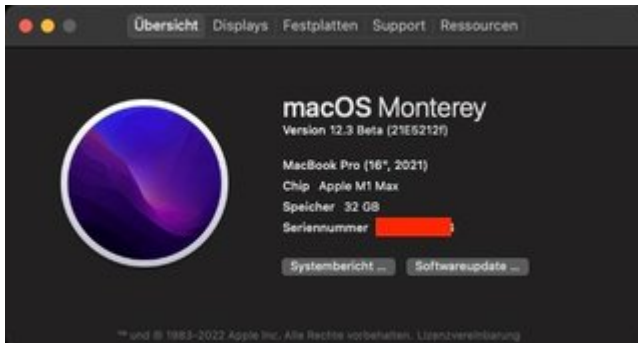 Übersicht Displays Festplatten Support Ressourcen
macOS Monterey
Version 12.3 Beta (21E5212f)
MacBook Pro (16", 2021)
Chip Apple M1 Max
Speicher 32 GB
Seriennummer
Systembericht ... Softwareupdate ...
™ und © 1983-2022 Apple Inc. Alle Rechte vorbehalten. Lizenzvereinbarung